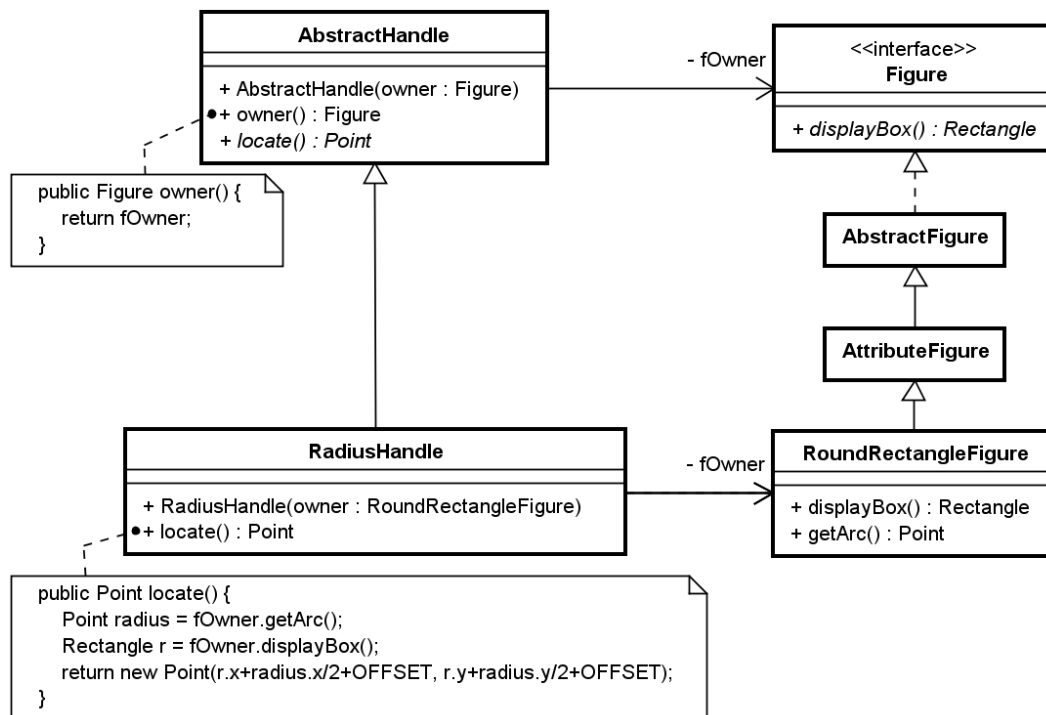 AbstractHandle
+ AbstractHandle(owner : Figure)
+ owner() : Figure
+ locate() : Point
- fOwner
<<interface>>
Figure
+ displayBox() : Rectangle
public Figure owner() {
return fOwner;
}
AbstractFigure
AttributeFigure
RadiusHandle
+ RadiusHandle(owner : RoundRectangleFigure)
+ locate() : Point
- fOwner
RoundRectangleFigure
+ displayBox() : Rectangle
+ getArc() : Point
public Point locate() {
Point radius = fOwner.getArc();
Rectangle r = fOwner.displayBox();
return new Point(r.x+radius.x/2+OFFSET, r.y+radius.y/2+OFFSET);
}